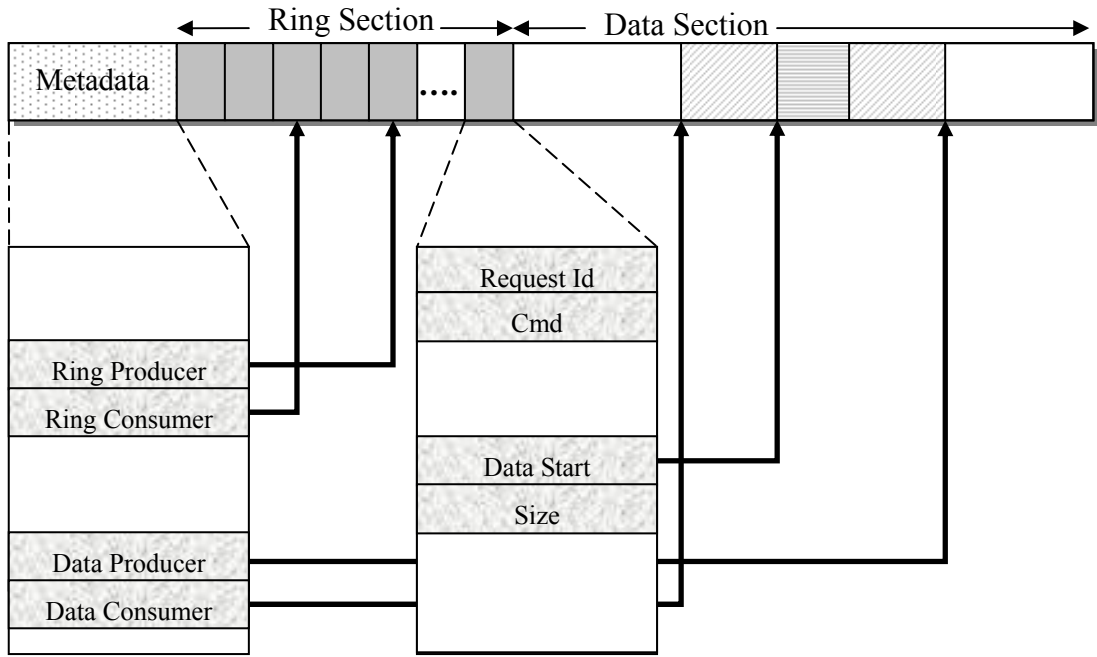 Ring Section
Data Section
Metadata
....
Request Id
Cmd
Ring Producer
Ring Consumer
Data Start
Size
Data Producer
Data Consumer